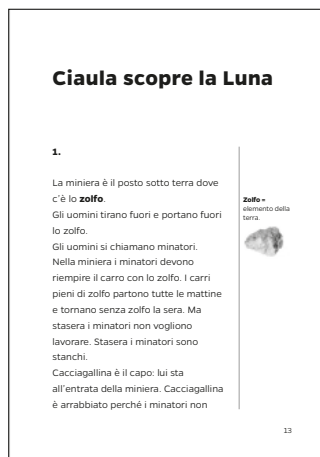 Ciaula scopre la Luna
1.
La miniera è il posto sotto terra dove
c'è lo zolfo.
Gli uomini tirano fuori e portano fuori
lo zolfo.
Gli uomini si chiamano minatori.
Nella miniera i minatori devono
riempire il carro con lo zolfo. I carri
pieni di zolfo partono tutte le mattine
e tornano senza zolfo la sera. Ma
stasera i minatori non vogliono
lavorare. Stasera i minatori sono
stanchi.
Cacciagallina è il capo: lui sta
all'entrata della miniera. Cacciagallina
è arrabbiato perché i minatori non
Zolfo =
elemento della
terra.
13